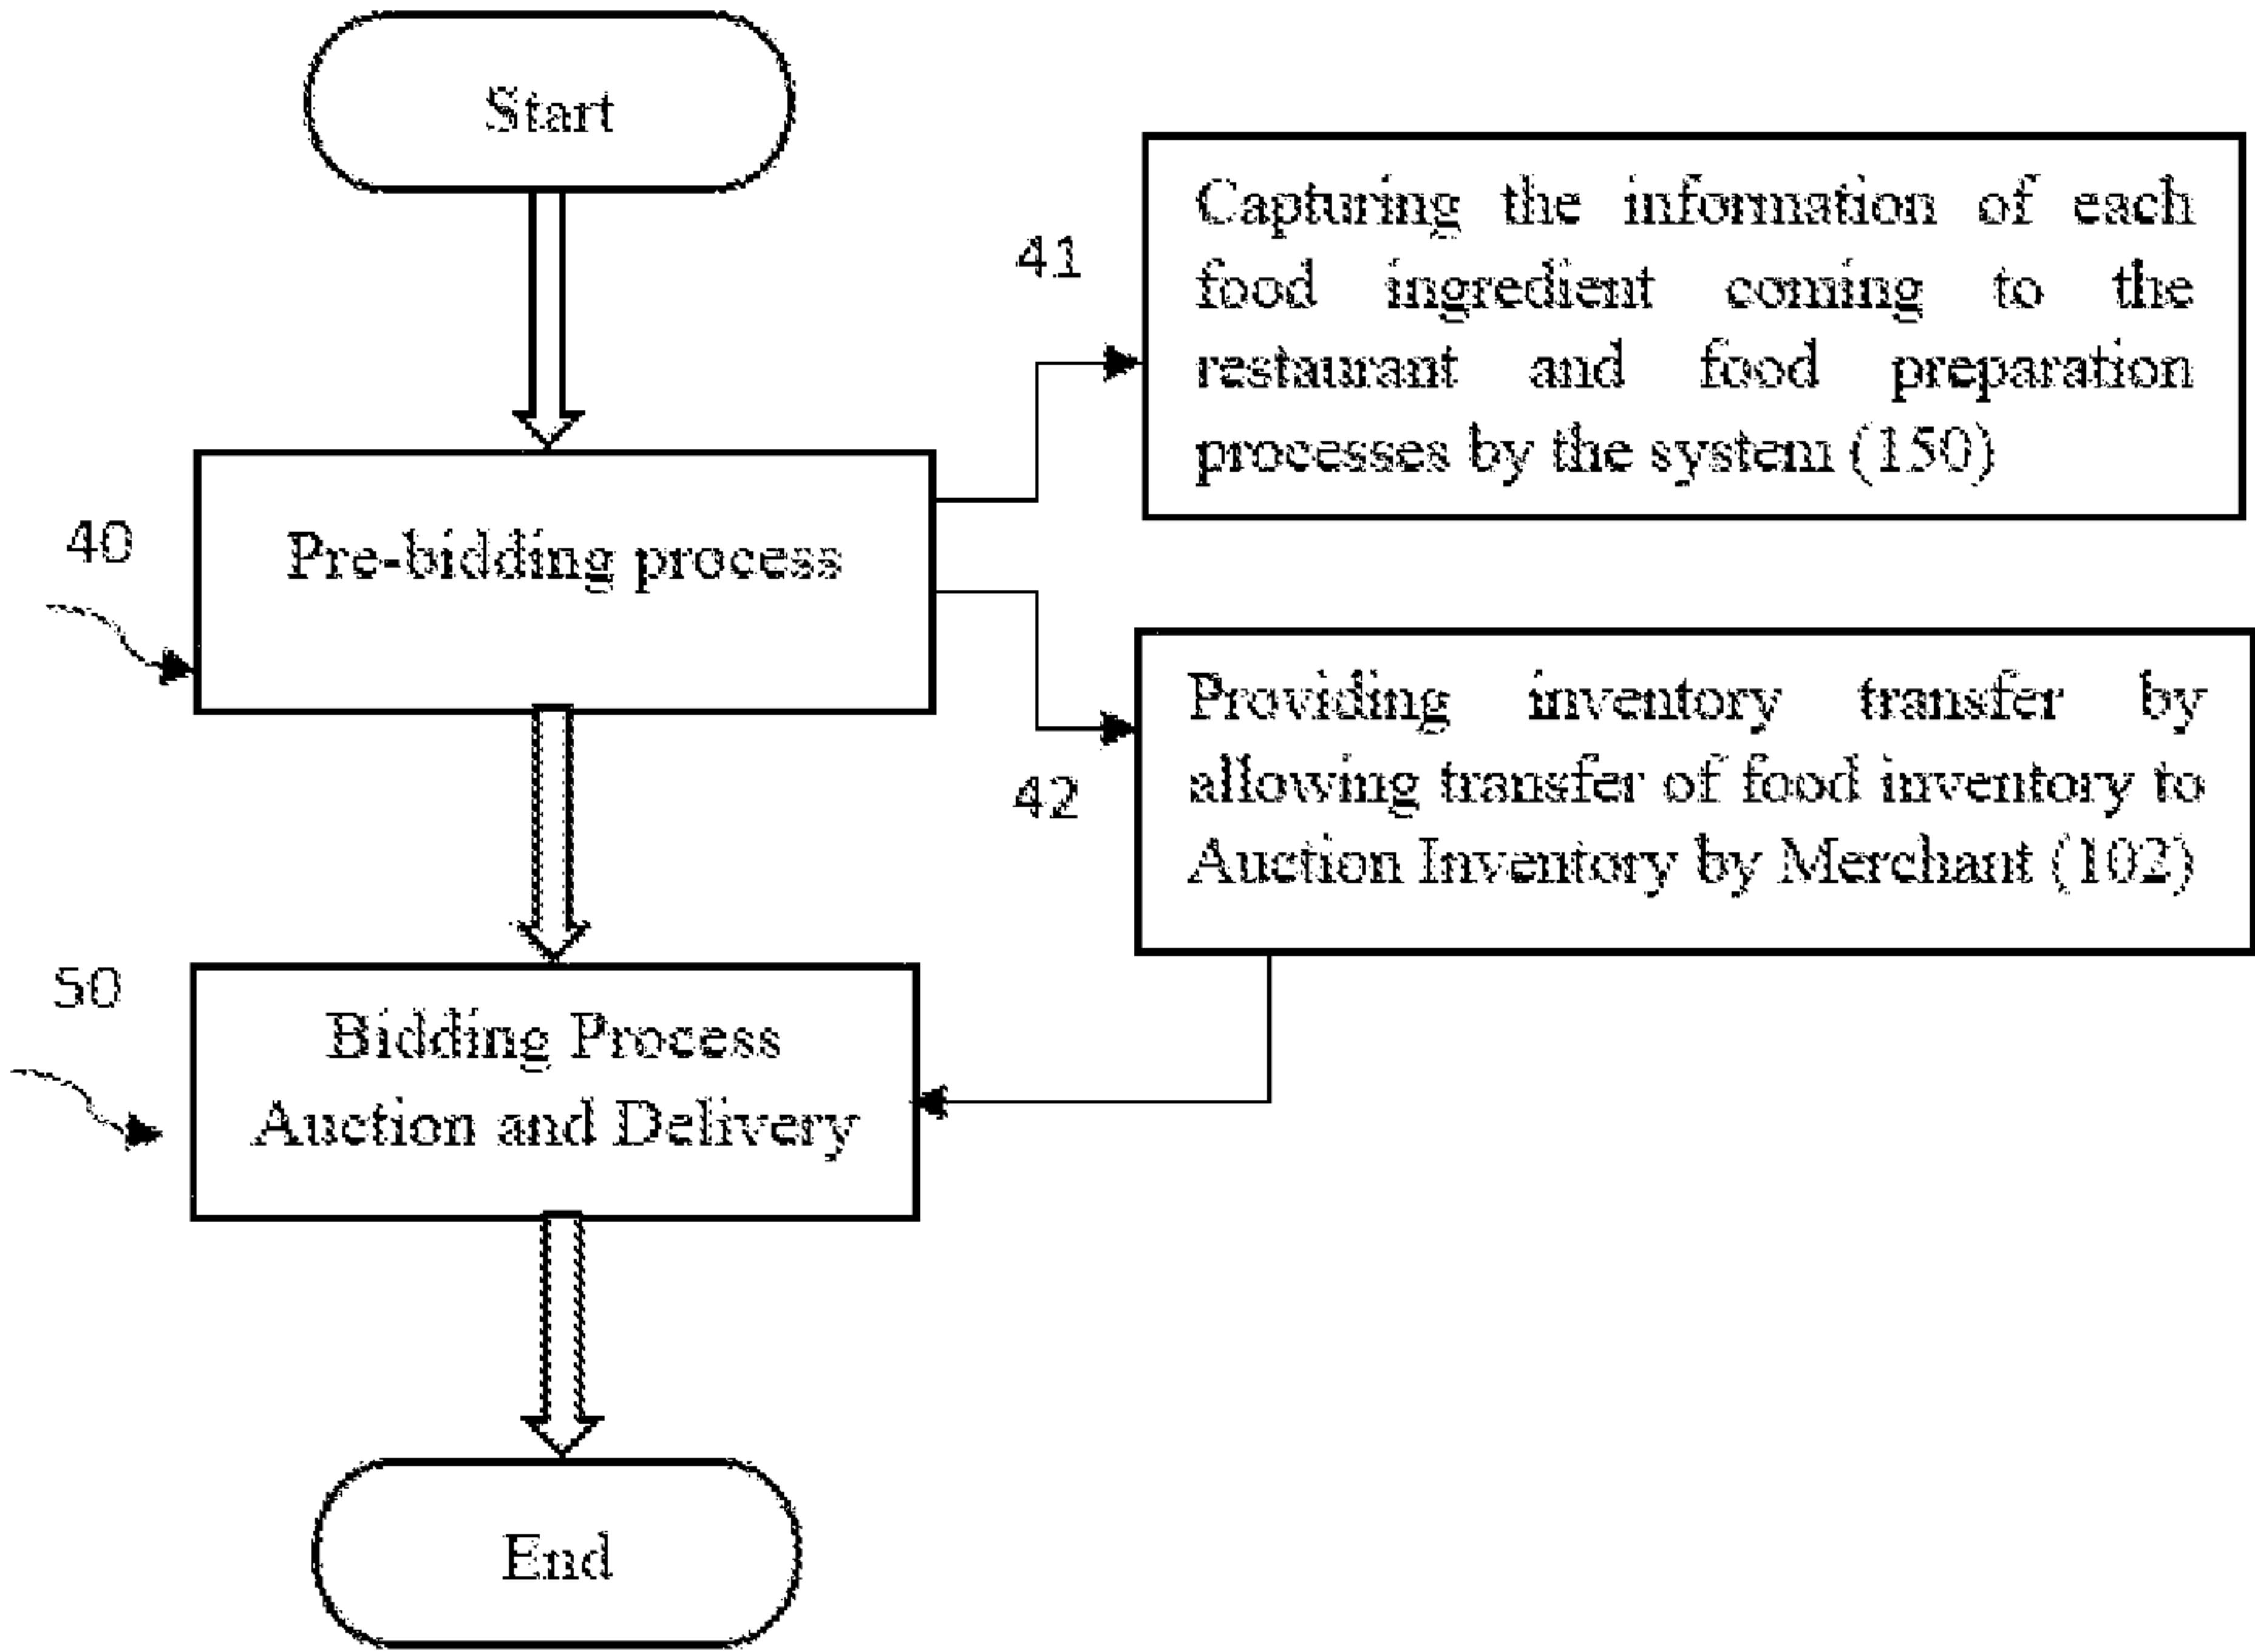 Start
41
Capturing the information of each
food ingredient coming to the
restaurant and food preparation
processes by the system (150)
40
Pre-bidding process
Providing inventory transfer by
allowing transfer of food inventory to
Auction Inventory by Merchant (102)
42
50
Bidding Process
Auction and Delivery
End